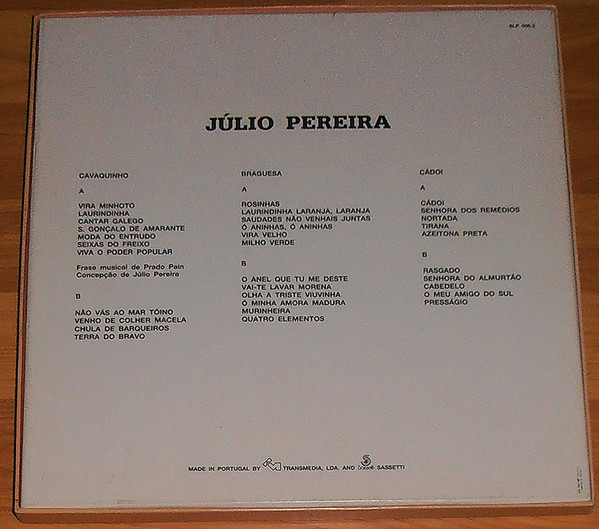 JÚLIO PEREIRA
CAVAQUINHO
A
VIRA MINHOTO
LAURINDINHA
CANTAR GALEGO
S. GONÇALO DE AMARANTE
MODA DO ENTRUDO
SEIXAS DO FREIXO
VIVA O PODER POPULAR
Frase musical de Prado Pain
Concepção de Júlio Pereira
B
NÃO VÁS AO MAR TÓINO
VENHO DE COLHER MACELA
CHULA DE BARQUEIROS
TERRA DO BRAVO
BRAGUESA
A
ROSINHAS
LAURINDINHA LARANJA, LARANJA
SAUDADES NÃO VENHAIS JUNTAS
Ó ANINHAS, Ó ANINHAS
VIRA VELHO
MILHO VERDE
B
O ANEL QUE TU ME DESTE
VAI-TE LAVAR MORENA
OLHA A TRISTE VIUVINHA
Ó MINHA AMORA MADURA
MURINHEIRA
QUATRO ELEMENTOS
CÁDOI
A
CÁDOI
SENHORA DOS REMÉDIOS
NORTADA
TIRANA
AZEITONA PRETA
B
RASGADO
SENHORA DO ALMURTÃO
CABEDELO
O MEU AMIGO DO SUL
PRESSÁGIO
MADE IN PORTUGAL BY TRANSMEDIA, LDA. AND Sassetti SASSETTI